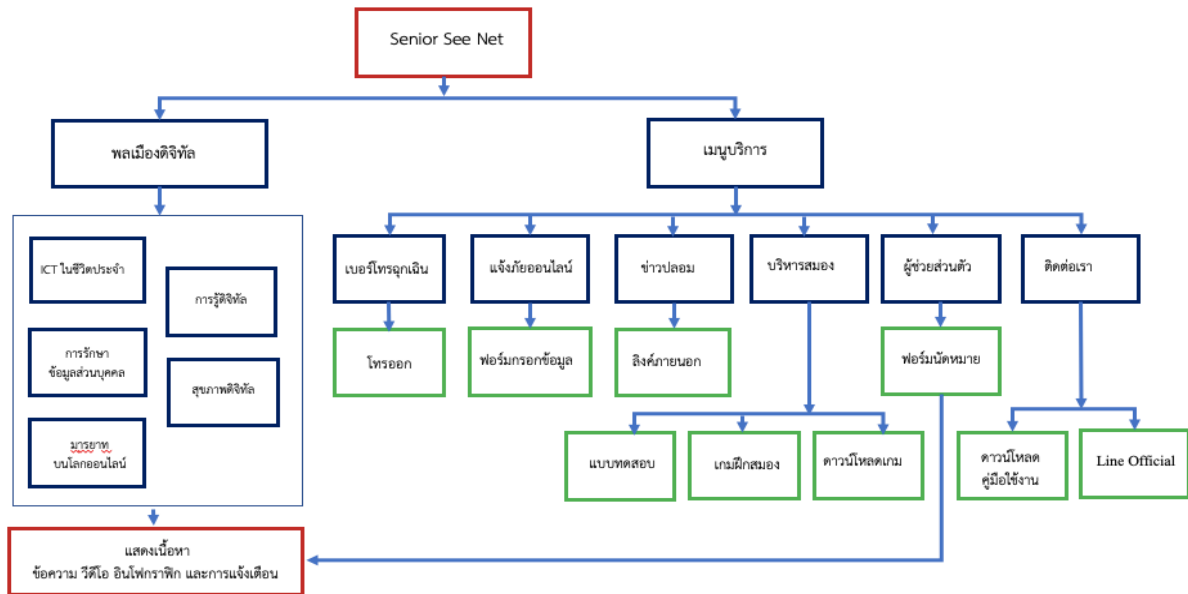 Senior See Net
พลเมืองดิจิทัล
เมนูบริการ
ICT ในชีวิตประจำ
การรู้ดิจิทัล
การรักษา
ข้อมูลส่วนบุคคล
สุขภาพดิจิทัล
มารยาท
บนโลกออนไลน์
เบอร์โทรฉุกเฉิน
แจ้งภัยออนไลน์
ข่าวปลอม
บริหารสมอง
ผู้ช่วยส่วนตัว
ติดต่อเรา
โทรออก
ฟอร์มกรอกข้อมูล
ลิงค์ภายนอก
ฟอร์มนัดหมาย
แบบทดสอบ
เกมฝึกสมอง
ดาวน์โหลดเกม
ดาวน์โหลด
คู่มือใช้งาน
Line Official
แสดงเนื้อหา
ข้อความ วีดีโอ อินโฟกราฟิก และการแจ้งเตือน